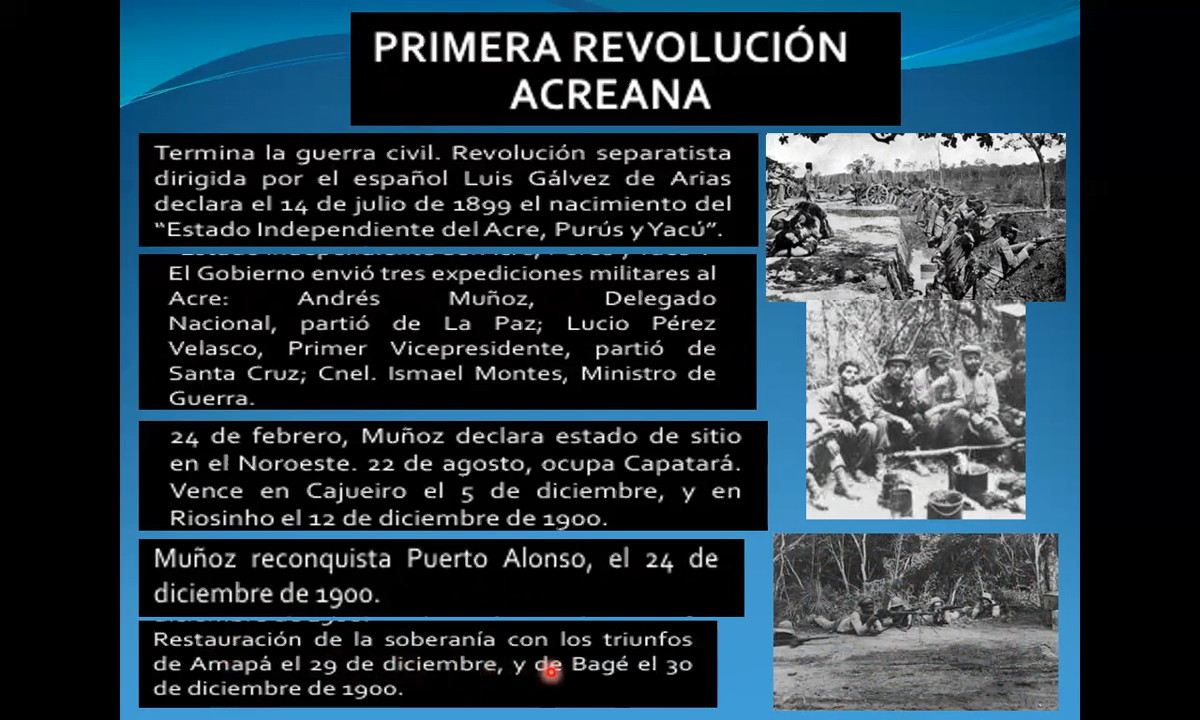 PRIMERA REVOLUCIÓN
ACREANA
Termina la guerra civil. Revolución separatista
dirigida por el español Luis Gálvez de Arias
declara el 14 de julio de 1899 el nacimiento del
“Estado Independiente del Acre, Purús y Yacú”.
El Gobierno envió tres expediciones militares al
Acre: Andrés Muñoz, Delegado
Nacional, partió de La Paz; Lucio Pérez
Velasco, Primer Vicepresidente, partió de
Santa Cruz; Cnel. Ismael Montes, Ministro de
Guerra.
24 de febrero, Muñoz declara estado de sitio
en el Noroeste. 22 de agosto, ocupa Capatará.
Vence en Cajueiro el 5 de diciembre, y en
Riosinho el 12 de diciembre de 1900.
Muñoz reconquista Puerto Alonso, el 24 de
diciembre de 1900.
Restauración de la soberanía con los triunfos
de Amapá el 29 de diciembre, y de Bagé el 30
de diciembre de 1900.